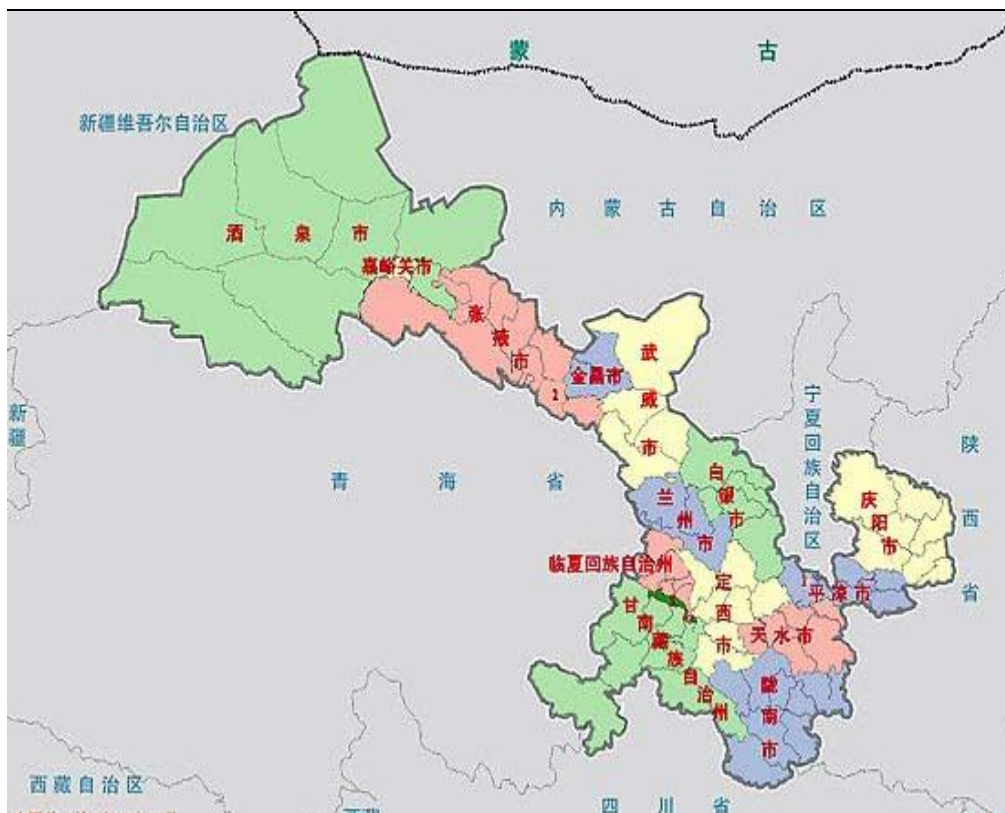 蒙古
新疆维吾尔自治区
内蒙古自治区
酒泉市
嘉峪关市
张掖市
1
金昌市
武威市
新疆
青海省
宁夏回族自治区
陕西省
白银市
兰州市
庆阳市
临夏回族自治州
定西市
1
平凉市
甘南藏族自治州
天水市
陇南市
西藏自治区
四川省